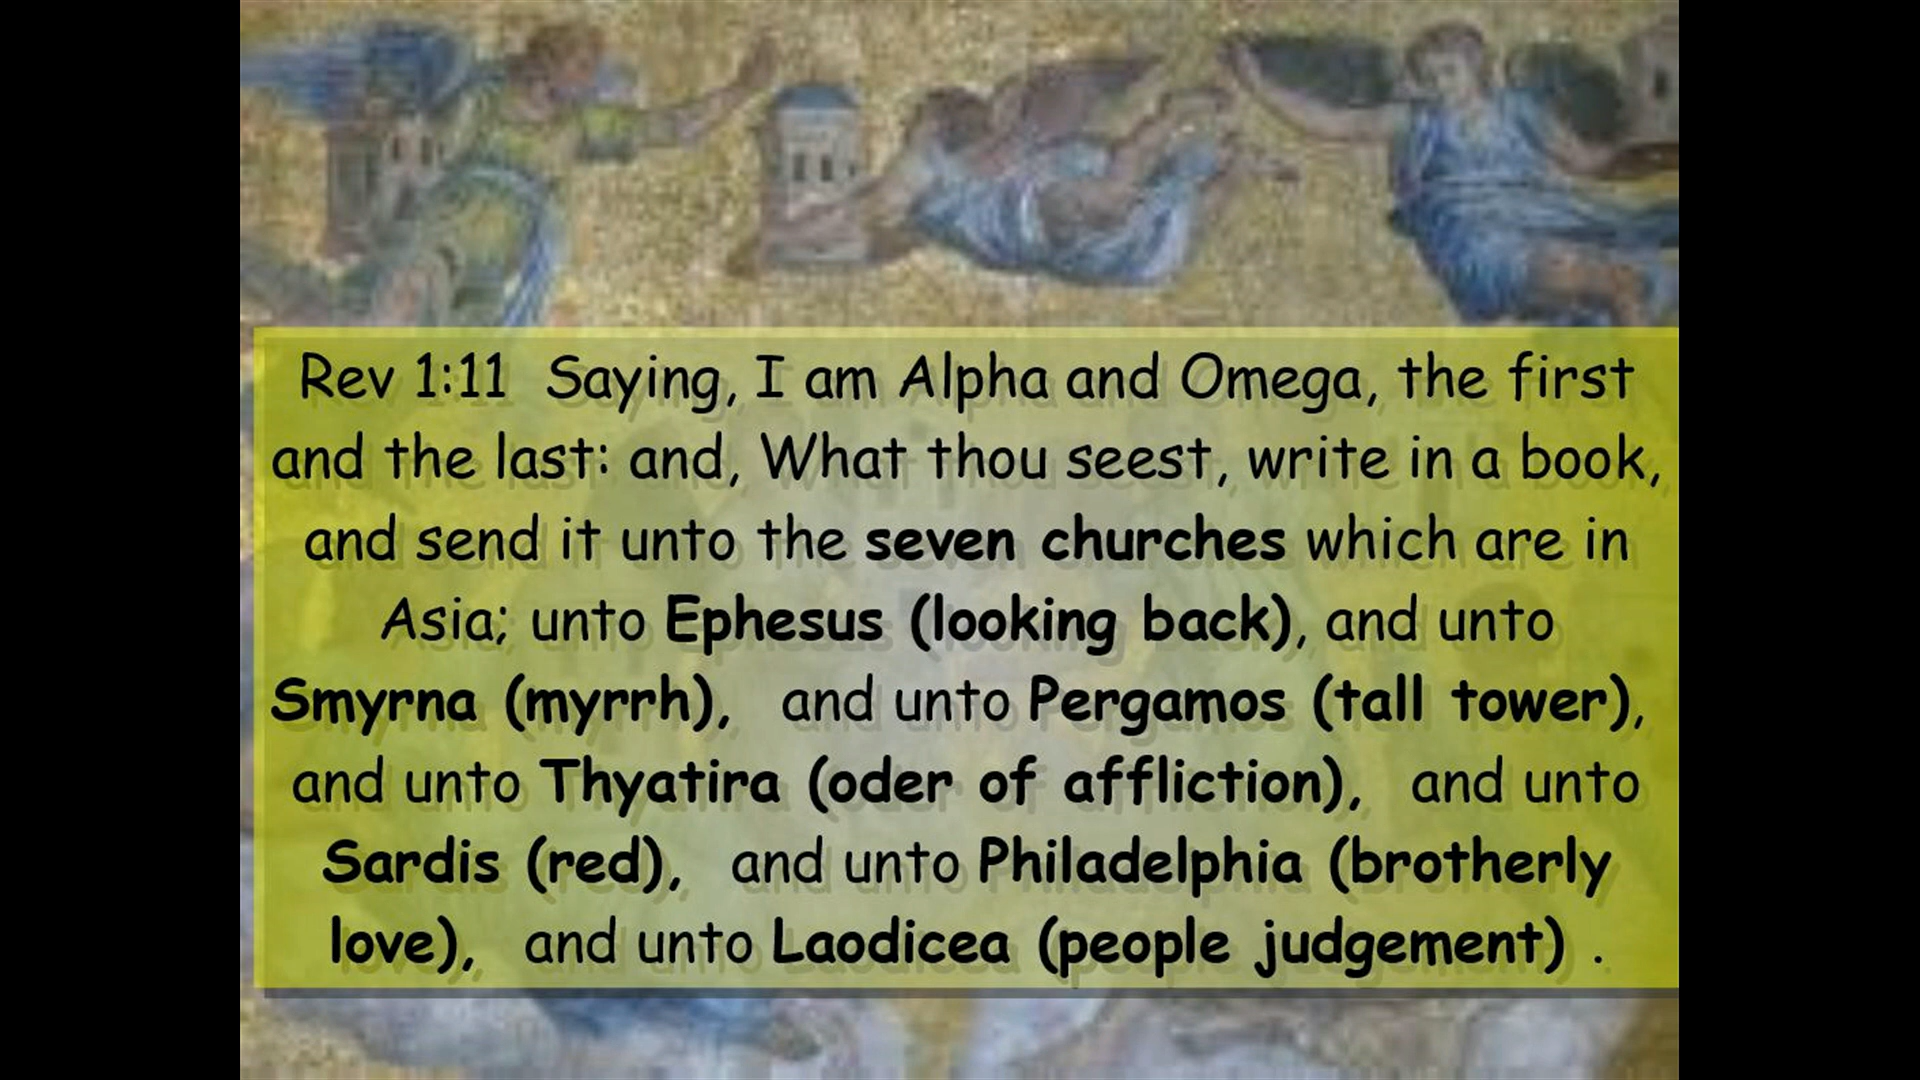 Rev 1:11  Saying, I am Alpha and Omega, the first
and the last: and, What thou seest, write in a book,
and send it unto the seven churches which are in
Asia; unto Ephesus (looking back), and unto
Smyrna (myrrh),  and unto Pergamos (tall tower),
and unto Thyatira (oder of affliction),  and unto
Sardis (red),  and unto Philadelphia (brotherly
love),  and unto Laodicea (people judgement) .